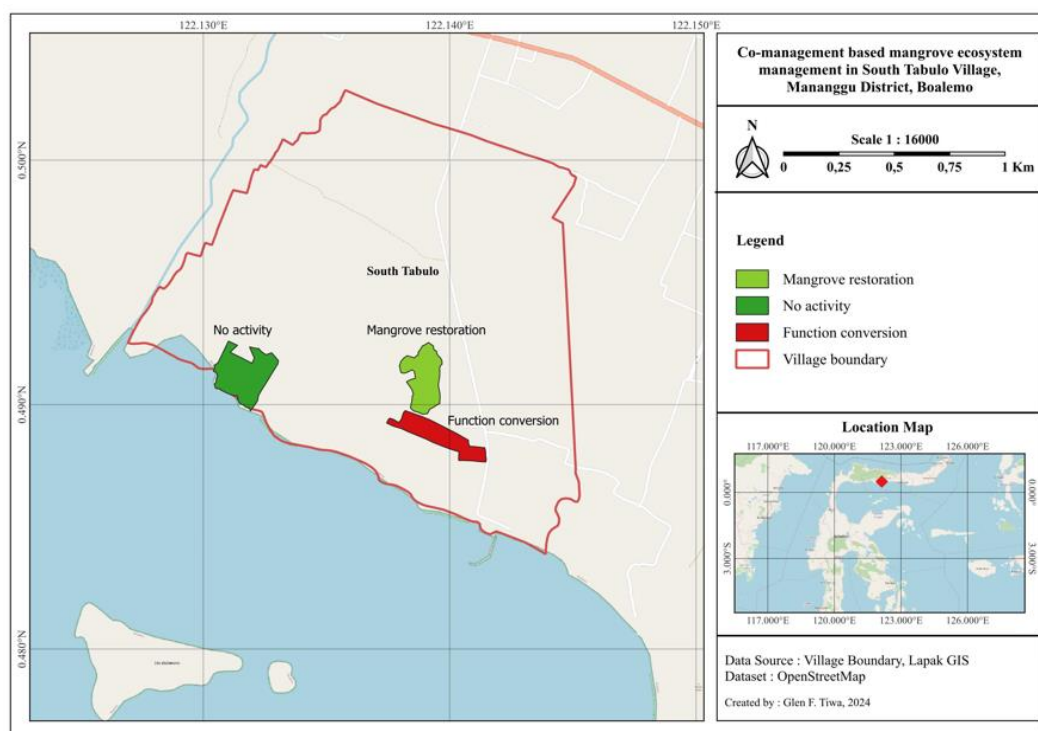 122.130°E
122.140°E
122.150°E
0.500°N
0.490°N
0.480°N
South Tabulo
No activity
Mangrove restoration
Function conversion
Co-management based mangrove ecosystem
management in South Tabulo Village,
Mananggu District, Boalemo
N
Scale 1 : 16000
0 0,25 0,5 0,75 1 Km
Legend
Mangrove restoration
No activity
Function conversion
Village boundary
Location Map
117.000°E 120.000°E 123.000°E 126.000°E
0.000°
3.000°S
0.000°
3.000°S
117.000°E 120.000°E 123.000°E 126.000°E
Data Source : Village Boundary, Lapak GIS
Dataset : OpenStreetMap
Created by : Glen F. Tiwa, 2024